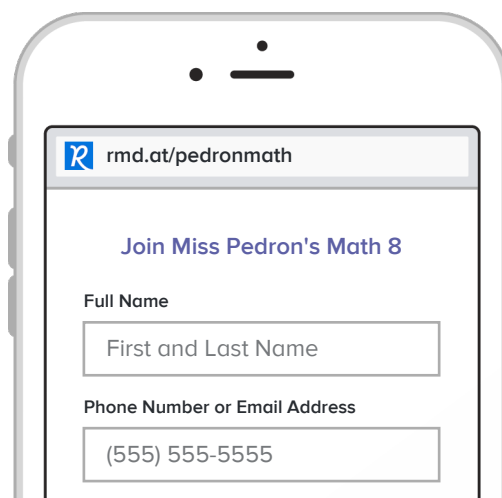 rmd.at/pedronmath
Join Miss Pedron's Math 8
Full Name
First and Last Name
Phone Number or Email Address
(555) 555-5555